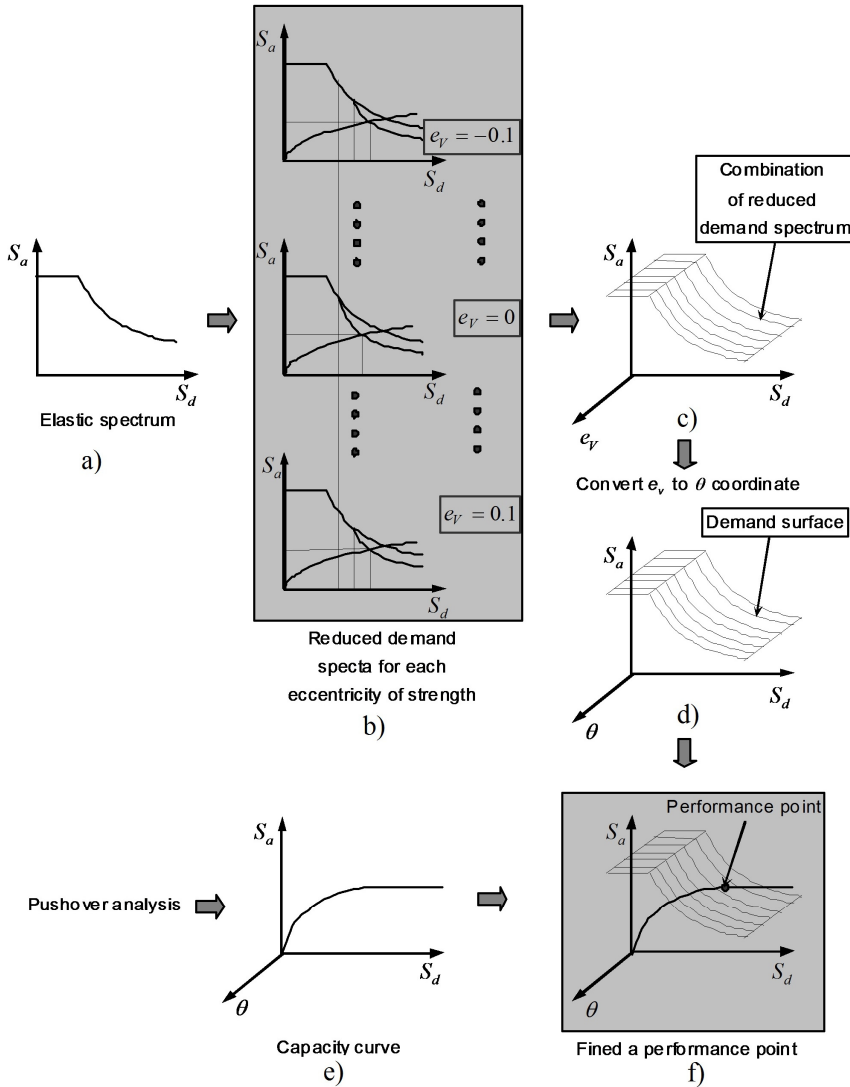 S_a
S_d
Elastic spectrum
a)
S_a
e_V = −0.1
S_d
S_a
e_V = 0
S_d
S_a
e_V = 0.1
S_d
Reduced demand
specta for each
eccentricity of strength
b)
Combination
of reduced
demand spectrum
S_a
S_d
e_V
c)
Convert e_v to θ coordinate
Demand surface
S_a
S_d
θ
d)
Pushover analysis
S_a
S_d
θ
Capacity curve
e)
Performance point
S_a
S_d
θ
Fined a performance point
f)